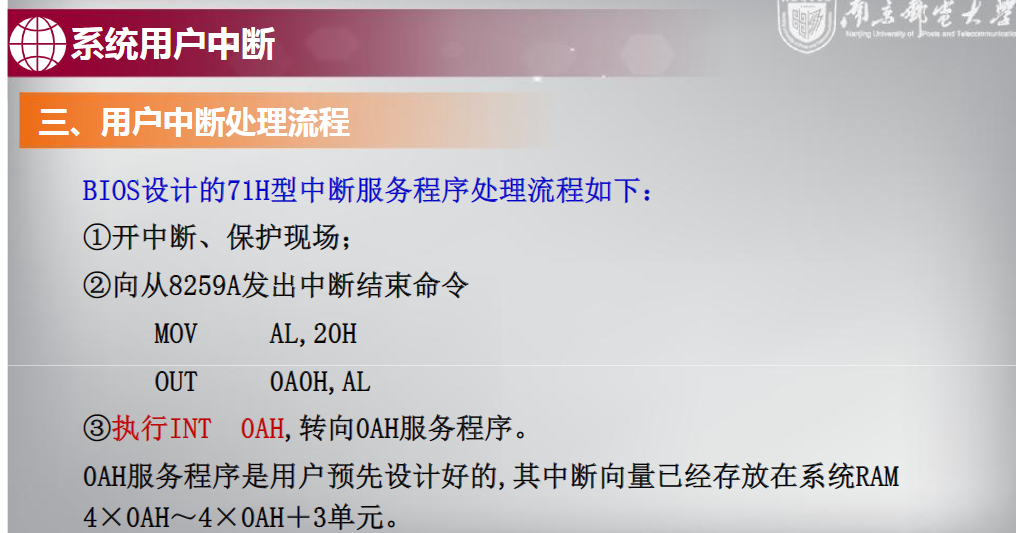 系统用户中断
南京邮电大学
Nanjing University of Posts and Telecommunications
三、用户中断处理流程
BIOS设计的71H型中断服务程序处理流程如下：
①开中断、保护现场；
②向从8259A发出中断结束命令
MOV AL,20H
OUT 0A0H,AL
③执行INT 0AH,转向0AH服务程序。
0AH服务程序是用户预先设计好的,其中断向量已经存放在系统RAM
4×0AH～4×0AH＋3单元。